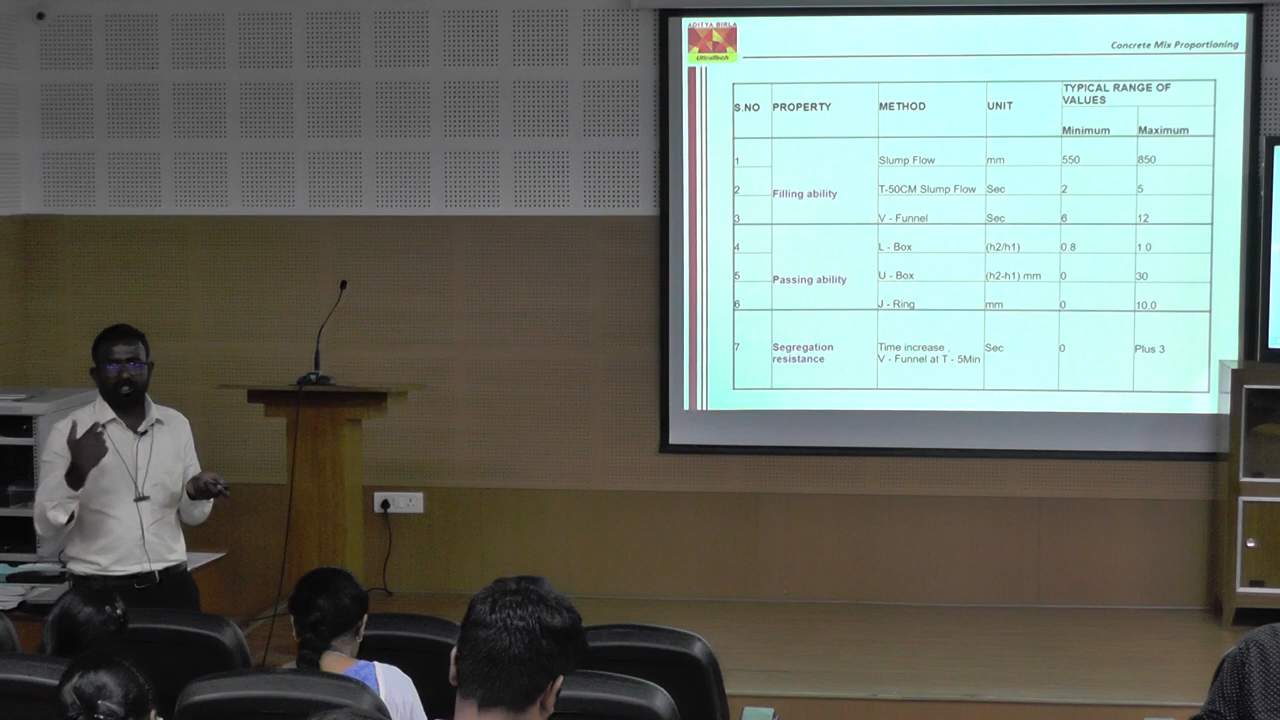 ADITYA BIRLA
UltraTech
Concrete Mix Proportioning
S.NO PROPERTY METHOD UNIT TYPICAL RANGE OF VALUES
Minimum Maximum
1 Slump Flow mm 550 850
2 Filling ability T-50CM Slump Flow Sec 2 5
3 V - Funnel Sec 6 12
4 L - Box (h2/h1) 0.8 1.0
5 Passing ability U - Box (h2-h1) mm 0 30
6 J - Ring mm 0 10.0
7 Segregation resistance Time increase , V - Funnel at T - 5Min Sec 0 Plus 3